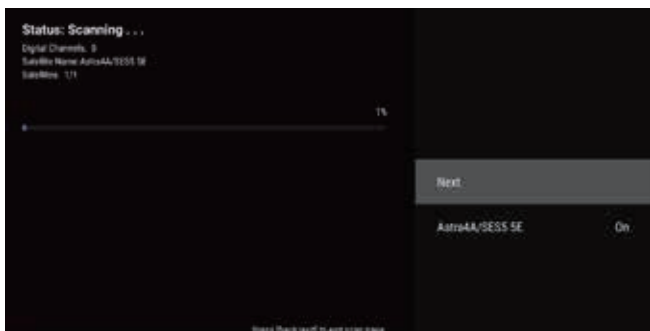 Status: Scanning . . .
Digital Channels: 0
Satellite Name: Astra4A/SES5 5E
Satellites: 1/1
1%
Next
Astra4A/SES5 5E On